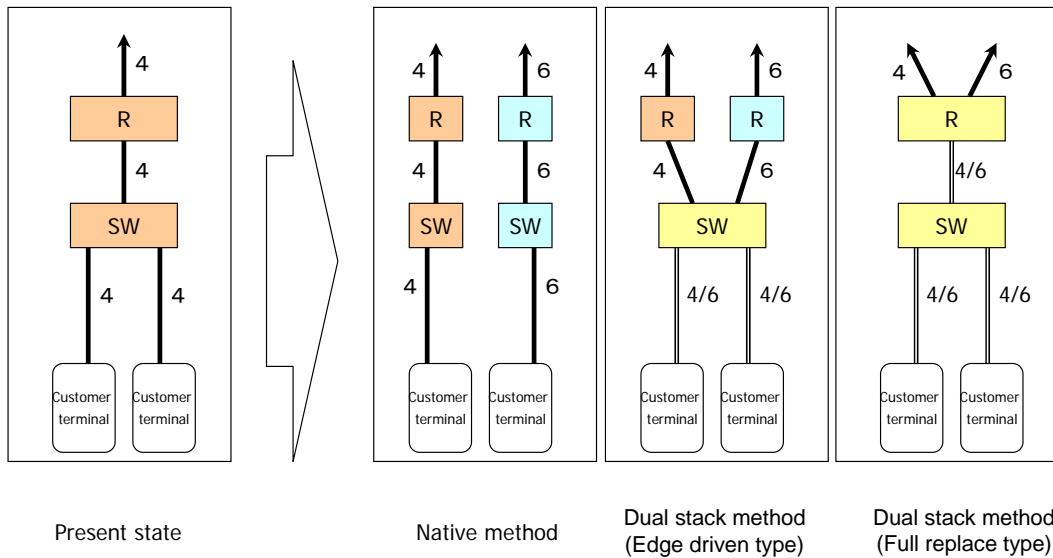 4
R
4
SW
4
4
Customer
terminal
Customer
terminal
Present state
4
6
R
R
4
6
SW
SW
4
6
Customer
terminal
Customer
terminal
Native method
4
6
R
R
4
6
SW
4/6
4/6
Customer
terminal
Customer
terminal
Dual stack method
(Edge driven type)
4
6
R
4/6
SW
4/6
4/6
Customer
terminal
Customer
terminal
Dual stack method
(Full replace type)